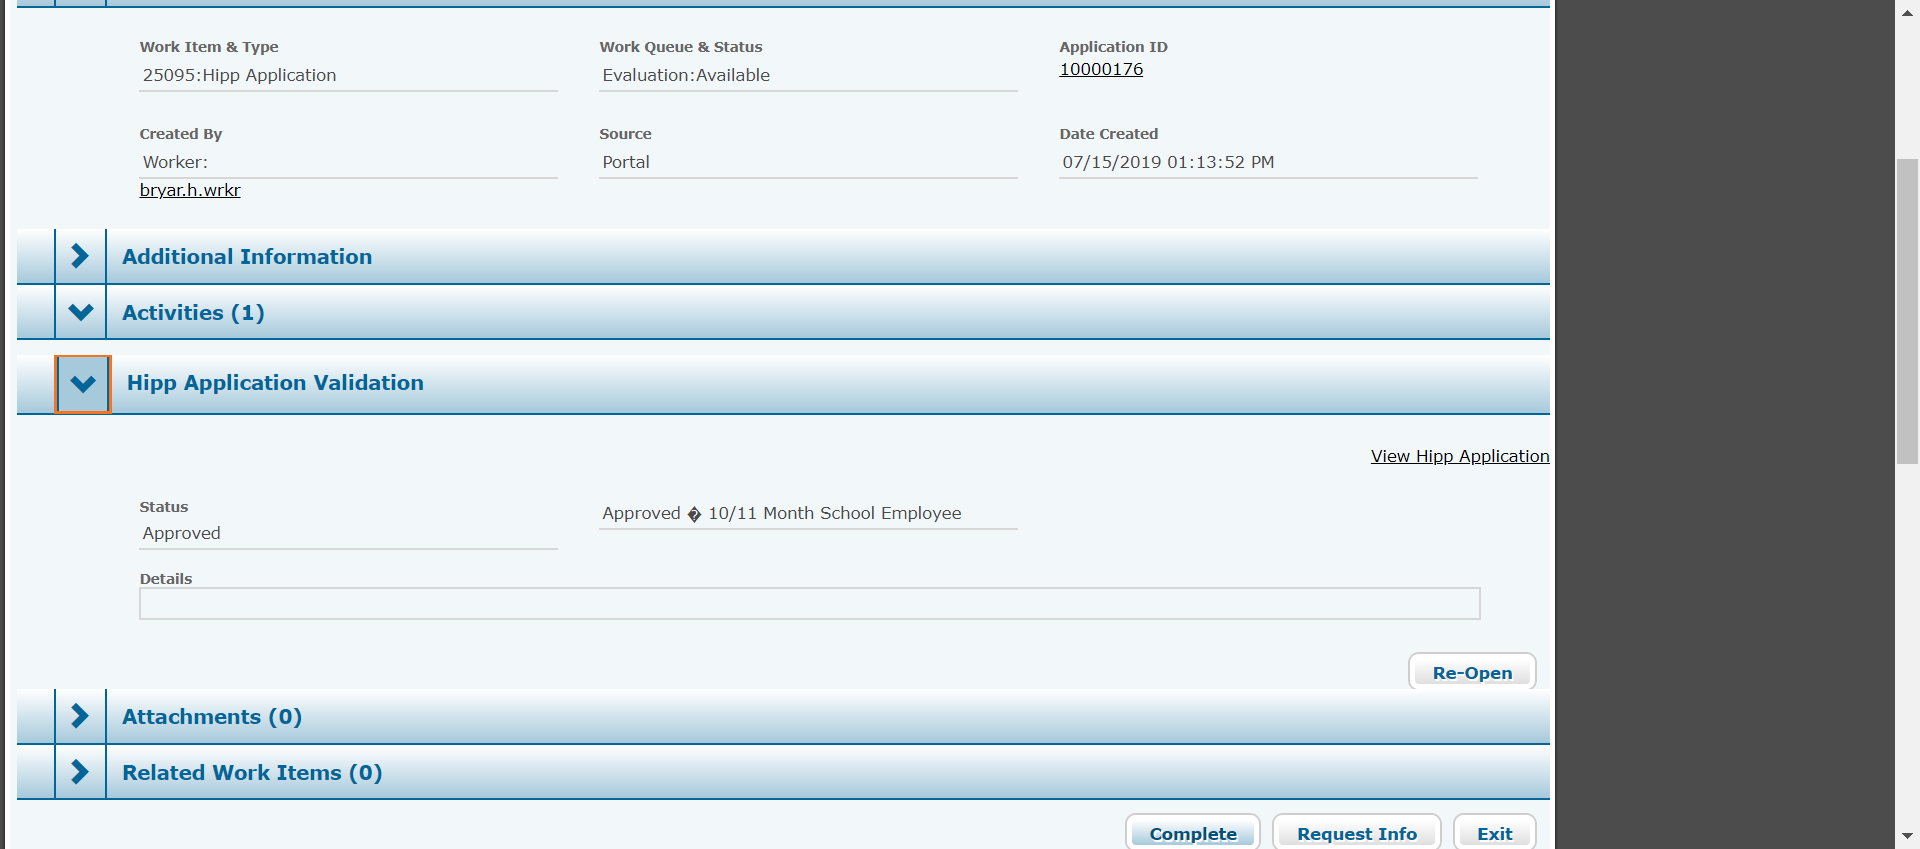 Work Item & Type
Work Queue & Status
Application ID
25095:Hipp Application
Evaluation:Available
10000176
Created By
Source
Date Created
Worker:
Portal
07/15/2019 01:13:52 PM
bryar.h.wrkr
Additional Information
Activities (1)
Hipp Application Validation
View Hipp Application
Status
Approved
Approved � 10/11 Month School Employee
Details
Re-Open
Attachments (0)
Related Work Items (0)
Complete
Request Info
Exit